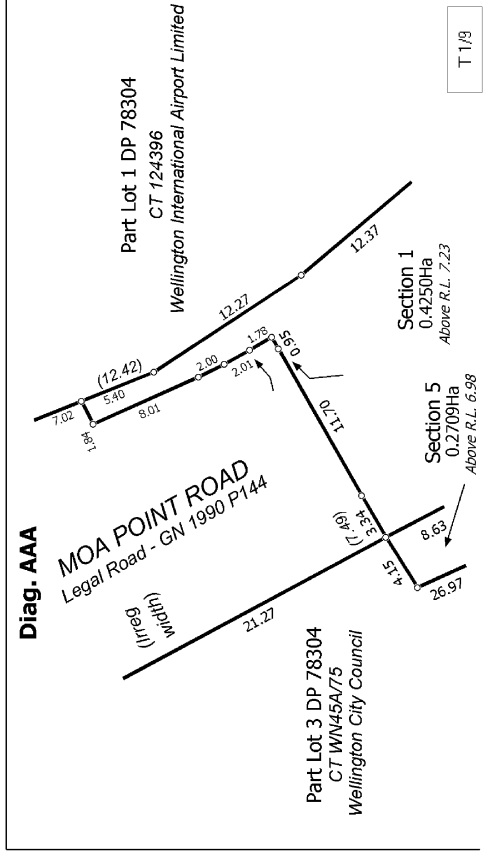 Diag. AAA
T 1/9
Part Lot 1 DP 78304
CT 124396
Wellington International Airport Limited
7.02
(12.42)
5.40
12.27
12.37
1.84
8.01
2.00
2.01
1.78
0.95
MOA POINT ROAD
Legal Road - GN 1990 P144
(Irreg
width)
11.70
Section 1
0.4250Ha
Above R.L. 7.23
Section 5
0.2709Ha
Above R.L. 6.98
(7.49)
3.34
4.15
8.63
26.97
21.27
Part Lot 3 DP 78304
CT WN45A/75
Wellington City Council